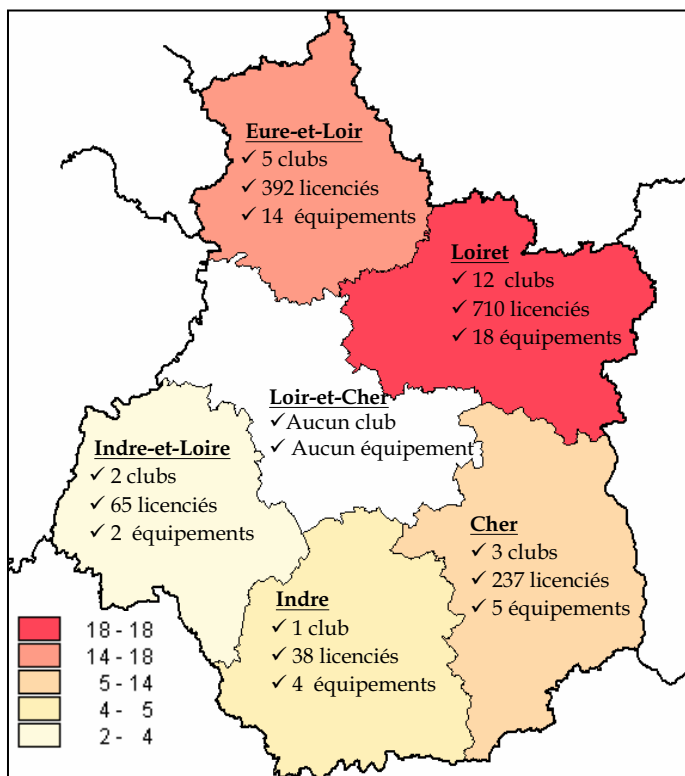 Eure-et-Loir
✓ 5 clubs
✓ 392 licenciés
✓ 14 équipements
Loiret
✓ 12 clubs
✓ 710 licenciés
✓ 18 équipements
Loir-et-Cher
✓ Aucun club
✓ Aucun équipement
Indre-et-Loire
✓ 2 clubs
✓ 65 licenciés
✓ 2 équipements
Cher
✓ 3 clubs
✓ 237 licenciés
✓ 5 équipements
Indre
✓ 1 club
✓ 38 licenciés
✓ 4 équipements
18 - 18
14 - 18
5 - 14
4 - 5
2 - 4